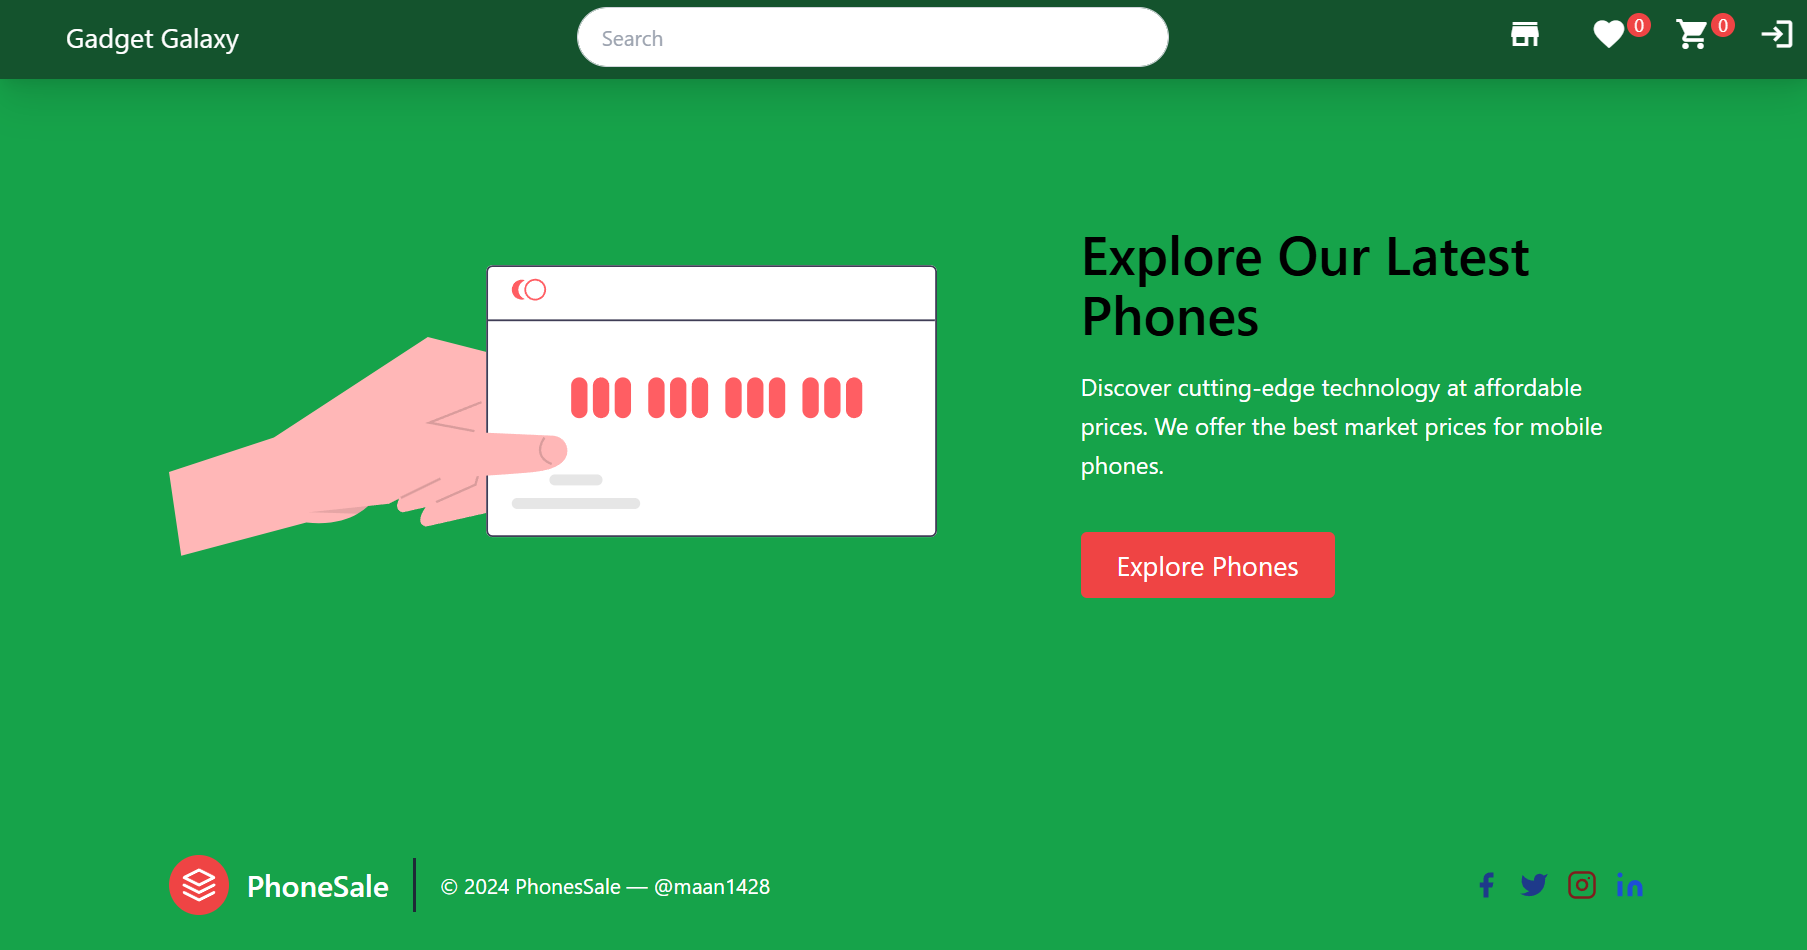 Gadget Galaxy
Search
0
0
Explore Our Latest
Phones
Discover cutting-edge technology at affordable
prices. We offer the best market prices for mobile
phones.
Explore Phones
PhoneSale
© 2024 PhonesSale — @maan1428